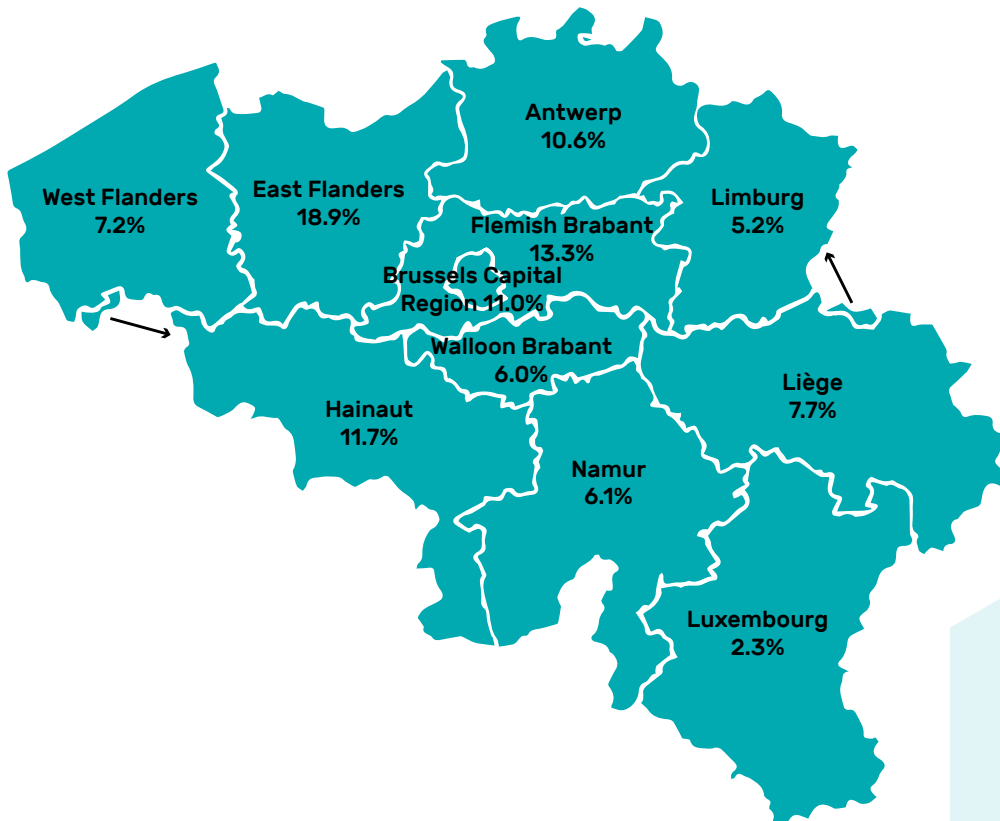 Antwerp
10.6%
West Flanders
7.2%
East Flanders
18.9%
Limburg
5.2%
Flemish Brabant
13.3%
Brussels Capital
Region 11.0%
Walloon Brabant
6.0%
Liège
7.7%
Hainaut
11.7%
Namur
6.1%
Luxembourg
2.3%